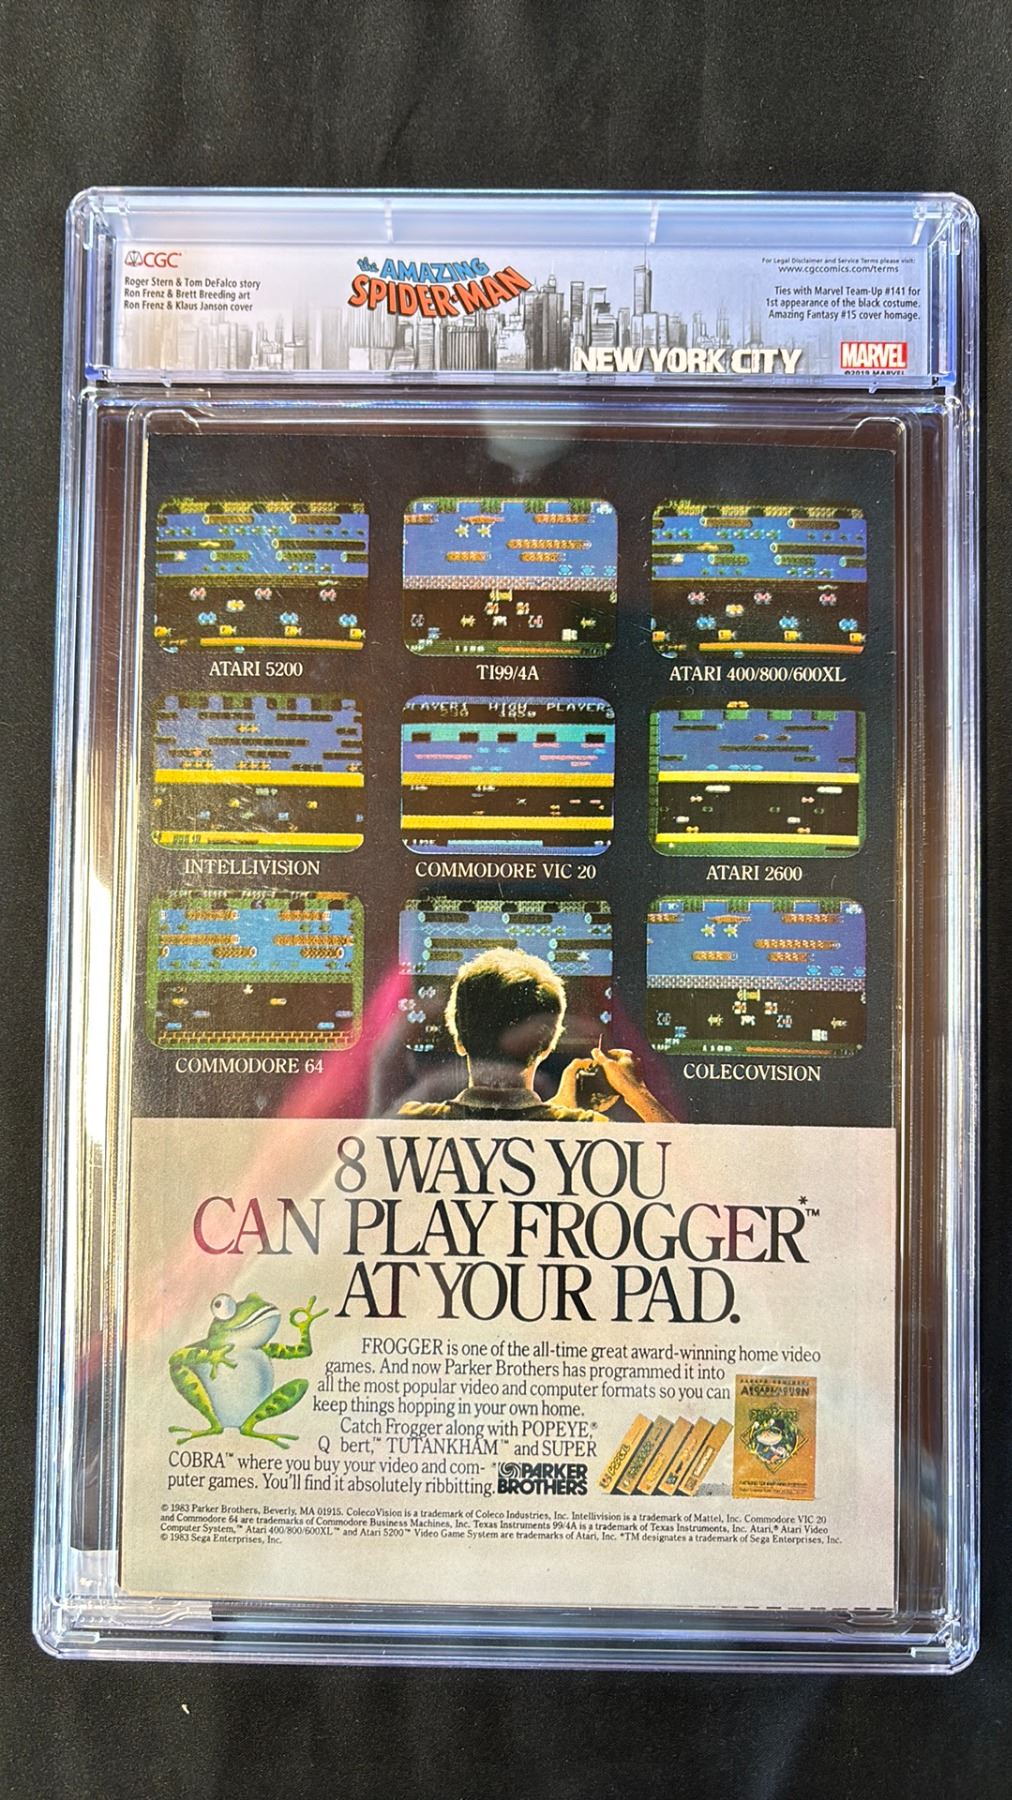 CGC
Roger Stern & Tom DeFalco story
Ron Frenz & Brett Breeding art
Ron Frenz & Klaus Janson cover
the AMAZING
SPIDER-MAN
NEW YORK CITY
For Legal Disclaimer and Service Terms please visit:
www.cgccomics.com/terms
Ties with Marvel Team-Up #141 for
1st appearance of the black costume.
Amazing Fantasy #15 cover homage.
MARVEL
©2019 MARVEL
ATARI 5200
TI99/4A
ATARI 400/800/600XL
INTELLIVISION
COMMODORE VIC 20
ATARI 2600
COMMODORE 64
COLECOVISION
8 WAYS YOU
CAN PLAY FROGGER*™
AT YOUR PAD.
FROGGER is one of the all-time great award-winning home video
games. And now Parker Brothers has programmed it into
all the most popular video and computer formats so you can
keep things hopping in your own home.
Catch Frogger along with POPEYE,®
Q bert,™ TUTANKHAM™ and SUPER
COBRA™ where you buy your video and com-
puter games. You'll find it absolutely ribbitting.
PARKER
BROTHERS
© 1983 Parker Brothers, Beverly, MA 01915. ColecoVision is a trademark of Coleco Industries, Inc. Intellivision is a trademark of Mattel, Inc. Commodore VIC 20
and Commodore 64 are trademarks of Commodore Business Machines, Inc. Texas Instruments 99/4A is a trademark of Texas Instruments, Inc. Atari,® Atari Video
Computer System,™ Atari 400/800/600XL™ and Atari 5200™ Video Game System are trademarks of Atari, Inc. *TM designates a trademark of Sega Enterprises, Inc.
© 1983 Sega Enterprises, Inc.